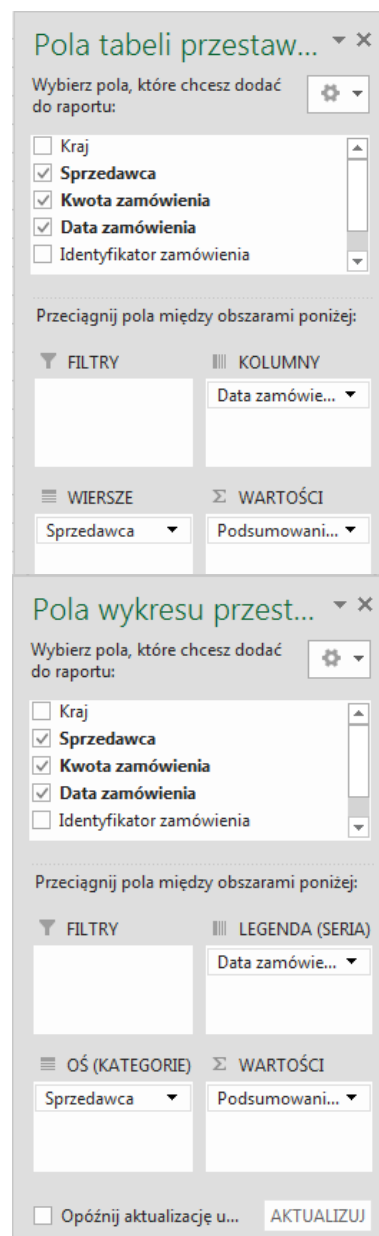 Pola tabeli przestaw...
Wybierz pola, które chcesz dodać
do raportu:
Kraj
Sprzedawca
Kwota zamówienia
Data zamówienia
Identyfikator zamówienia
Przeciągnij pola między obszarami poniżej:
FILTRY
KOLUMNY
Data zamówie...
WIERSZE
Σ WARTOŚCI
Sprzedawca
Podsumowani...
Pola wykresu przest...
Wybierz pola, które chcesz dodać
do raportu:
Kraj
Sprzedawca
Kwota zamówienia
Data zamówienia
Identyfikator zamówienia
Przeciągnij pola między obszarami poniżej:
FILTRY
LEGENDA (SERIA)
Data zamówie...
OŚ (KATEGORIE)
Σ WARTOŚCI
Sprzedawca
Podsumowani...
Opóźnij aktualizację u...
AKTUALIZUJ